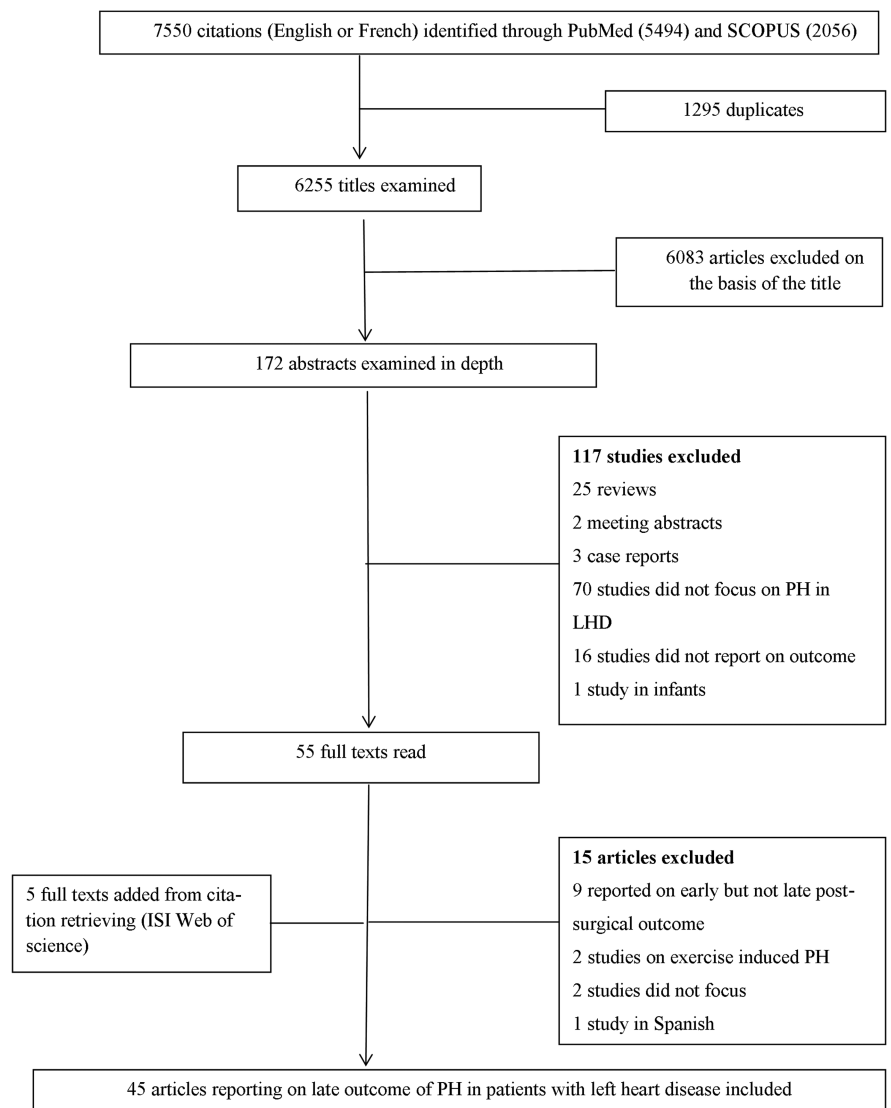 7550 citations (English or French) identified through PubMed (5494) and SCOPUS (2056)
1295 duplicates
6255 titles examined
6083 articles excluded on
the basis of the title
172 abstracts examined in depth
117 studies excluded
25 reviews
2 meeting abstracts
3 case reports
70 studies did not focus on PH in
LHD
16 studies did not report on outcome
1 study in infants
55 full texts read
5 full texts added from cita-
tion retrieving (ISI Web of
science)
15 articles excluded
9 reported on early but not late post-
surgical outcome
2 studies on exercise induced PH
2 studies did not focus
1 study in Spanish
45 articles reporting on late outcome of PH in patients with left heart disease included